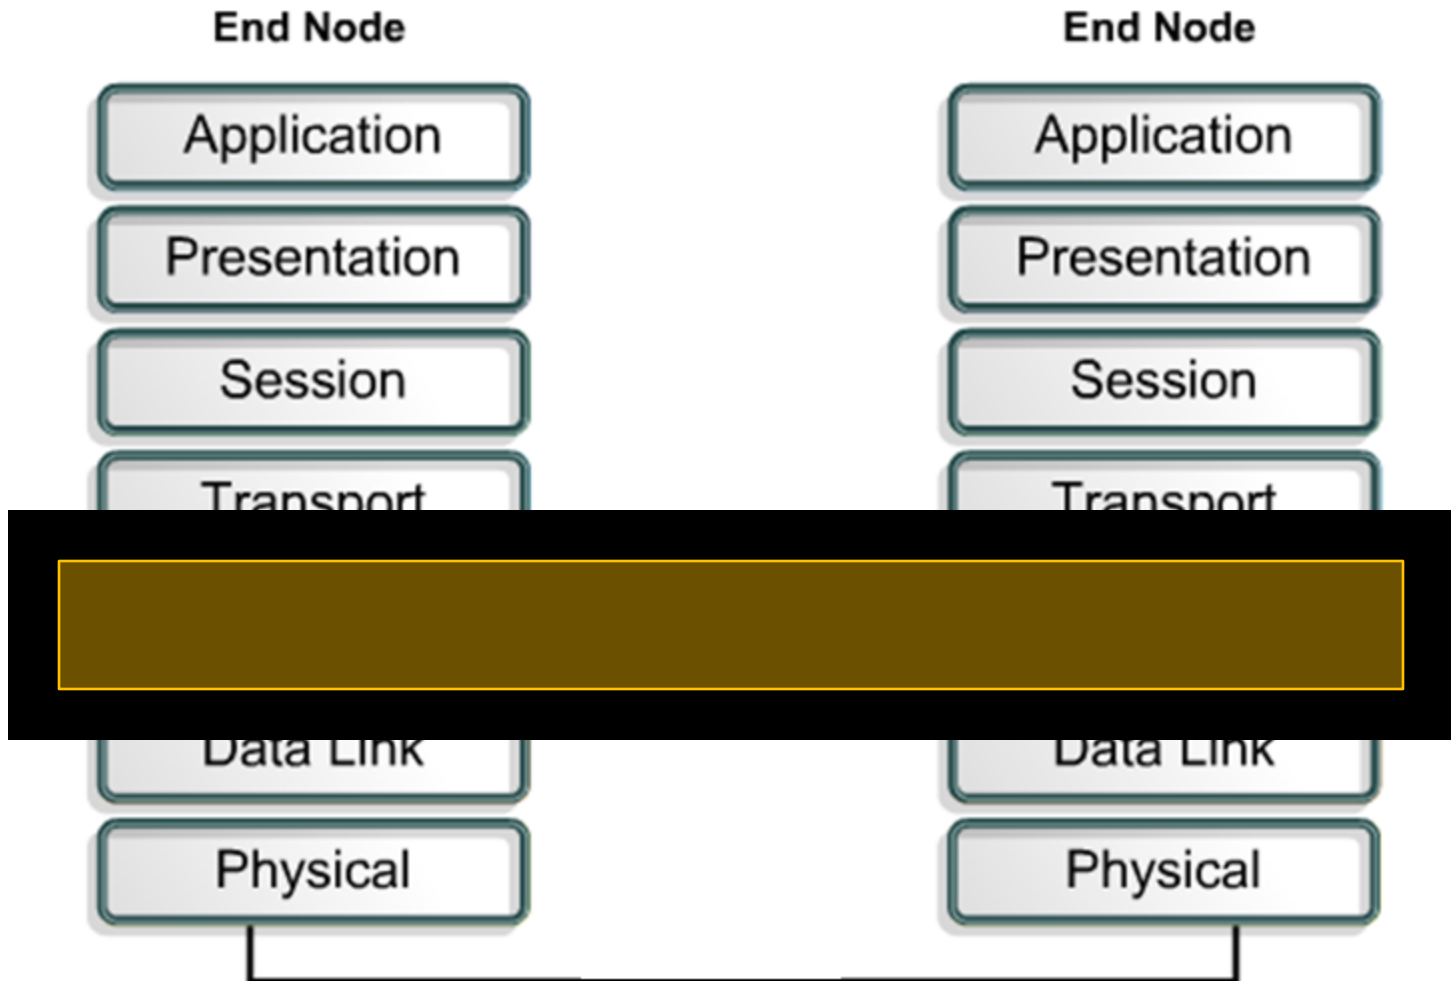 End Node End Node
Application Application
Presentation Presentation
Session Session
Transport Transport
Data Link Data Link
Physical Physical